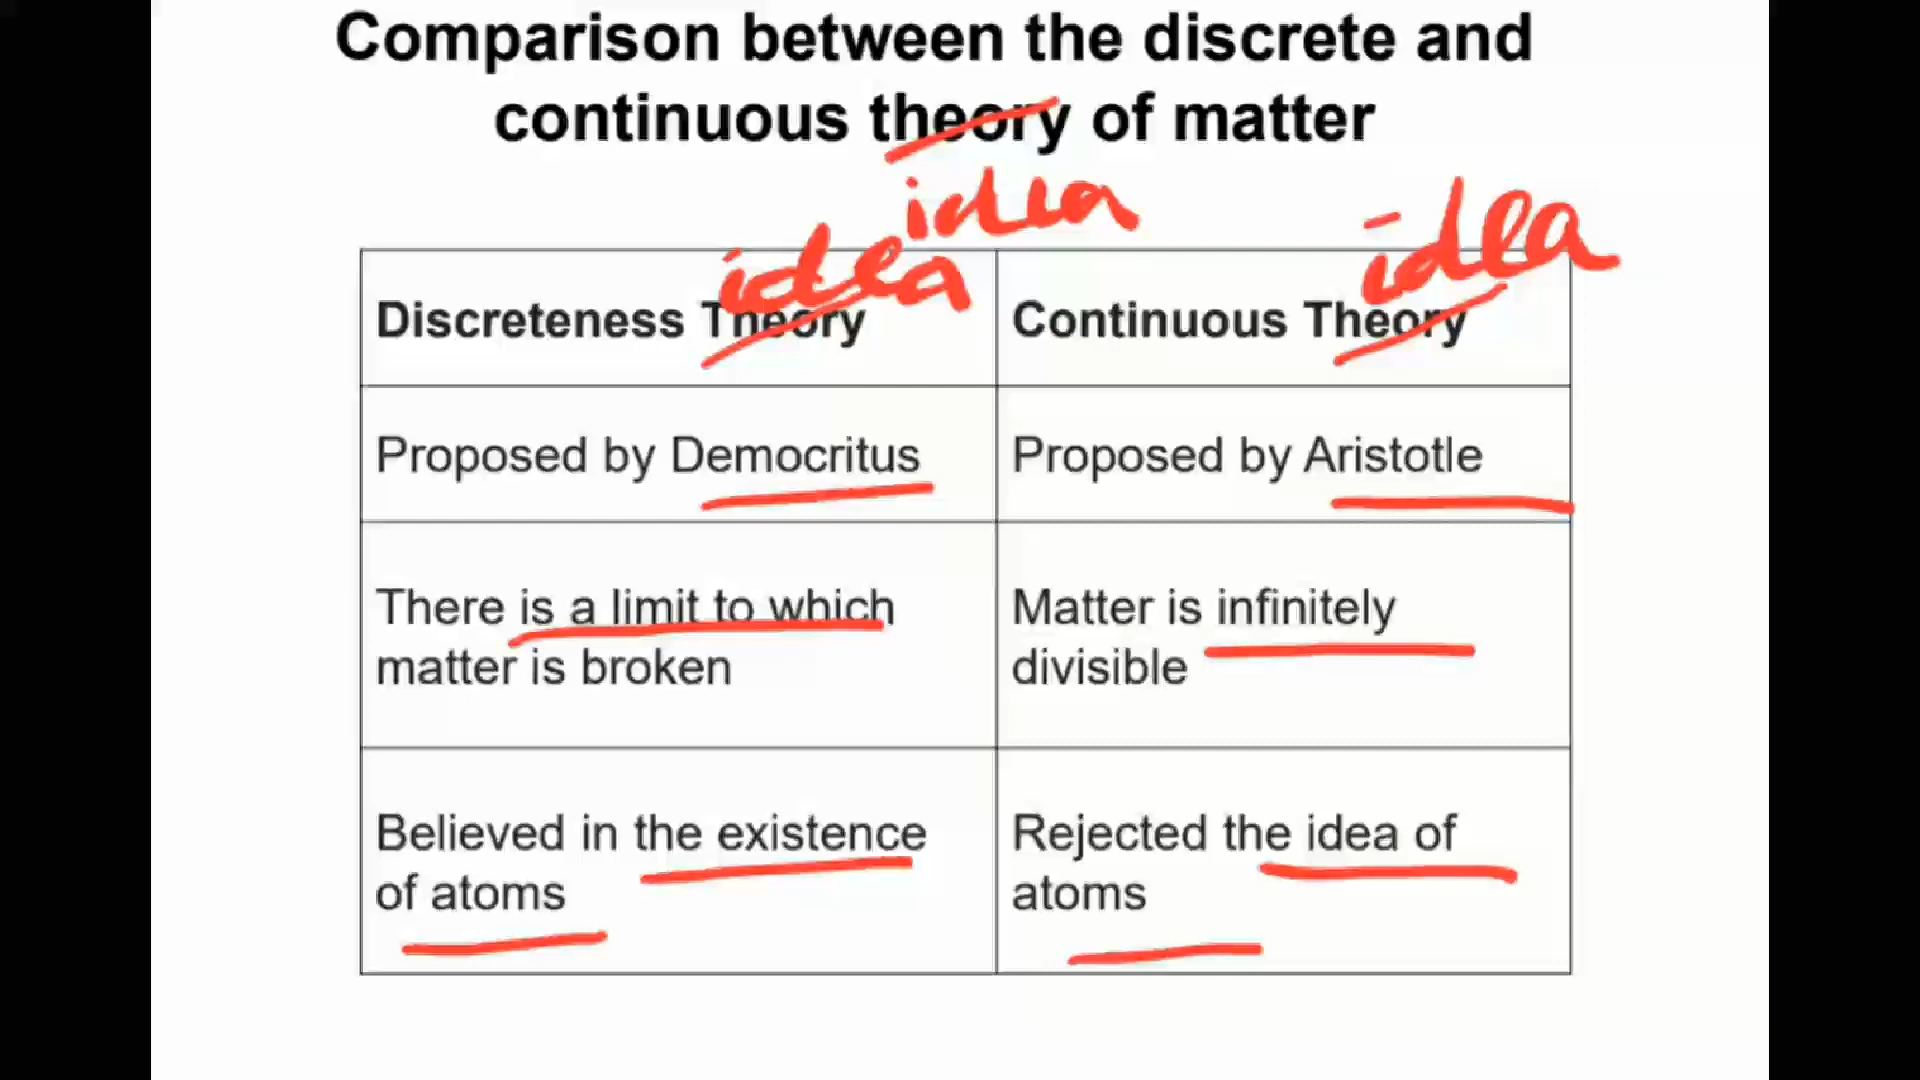 Comparison between the discrete and
continuous theory of matter
idea
idea
idea
Discreteness Theory
Continuous Theory
Proposed by Democritus
Proposed by Aristotle
There is a limit to which
matter is broken
Matter is infinitely
divisible
Believed in the existence
of atoms
Rejected the idea of
atoms